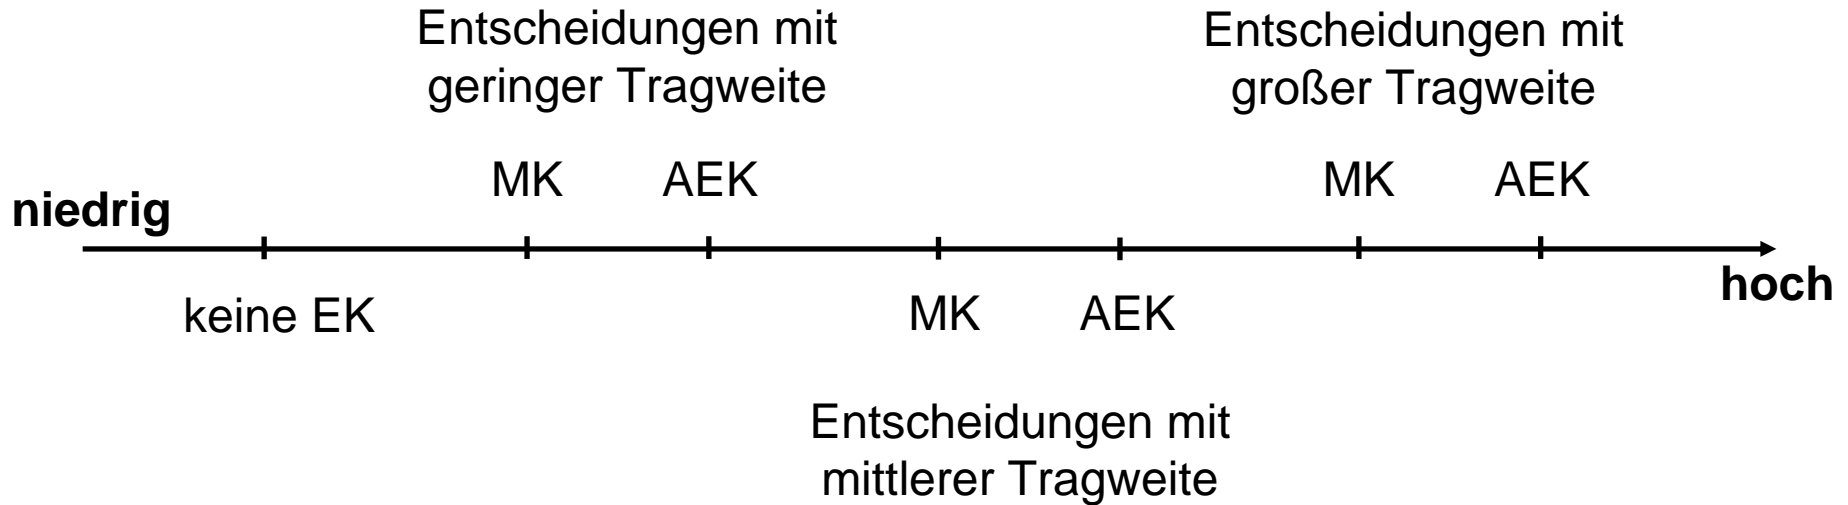 Entscheidungen mit
geringer Tragweite
Entscheidungen mit
großer Tragweite
MK AEK MK AEK
niedrig
hoch
keine EK MK AEK
Entscheidungen mit
mittlerer Tragweite